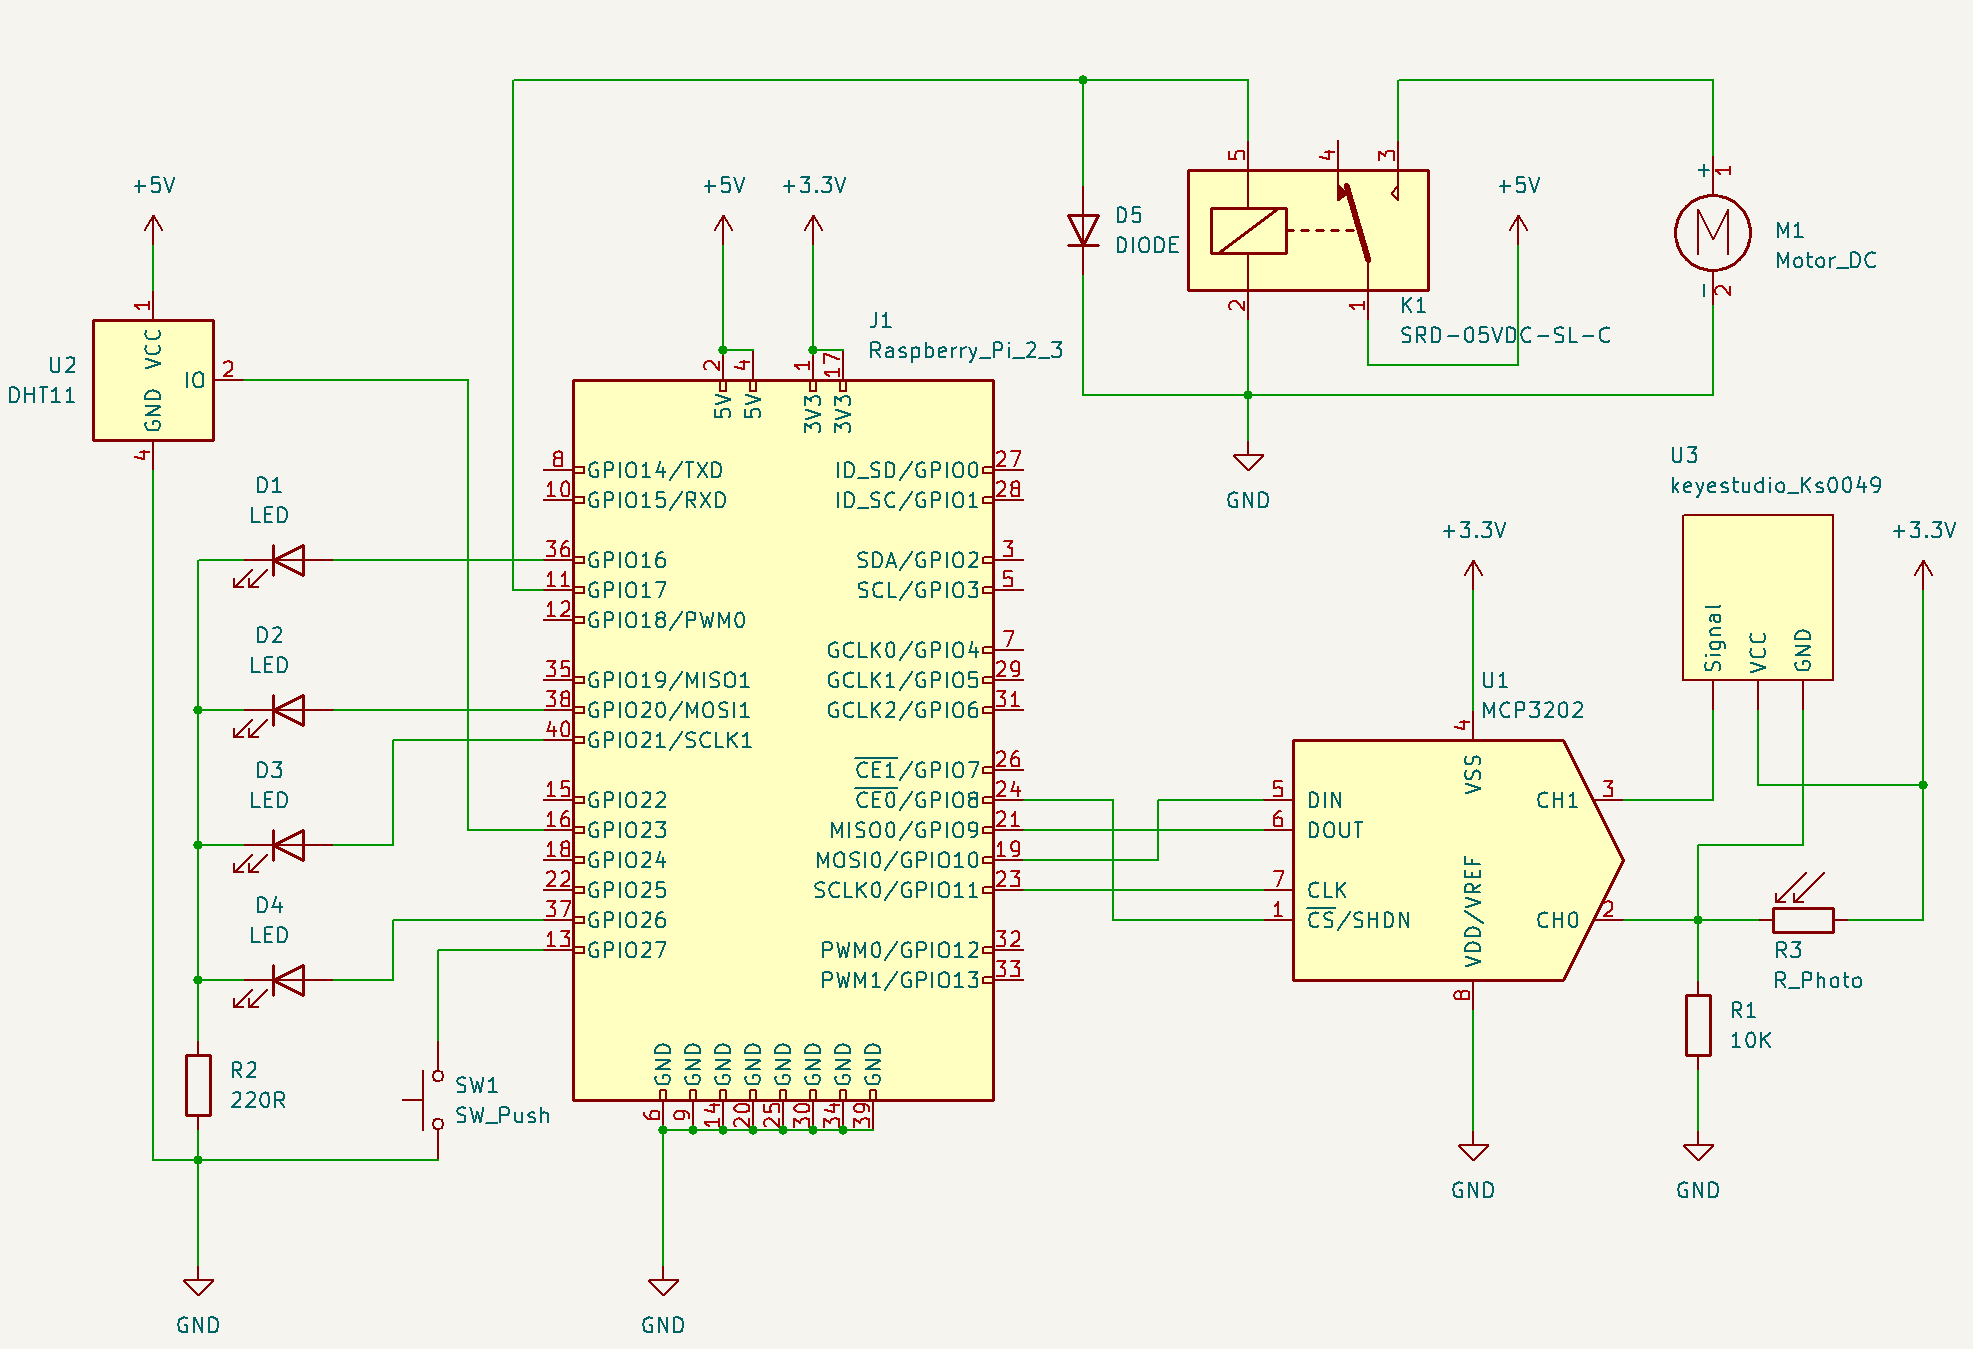 +5V
U2
DHT11
1
VCC
GND
IO
2
4
D1
LED
D2
LED
D3
LED
D4
LED
R2
220R
SW1
SW_Push
GND
+5V
+3.3V
J1
Raspberry_Pi_2_3
2
4
1
17
5V
5V
3V3
3V3
8
GPIO14/TXD
10
GPIO15/RXD
36
GPIO16
11
GPIO17
12
GPIO18/PWM0
35
GPIO19/MISO1
38
GPIO20/MOSI1
40
GPIO21/SCLK1
15
GPIO22
16
GPIO23
18
GPIO24
22
GPIO25
37
GPIO26
13
GPIO27
ID_SD/GPIO0
27
ID_SC/GPIO1
28
SDA/GPIO2
3
SCL/GPIO3
5
GCLK0/GPIO4
7
GCLK1/GPIO5
29
GCLK2/GPIO6
31
CE1/GPIO7
26
CE0/GPIO8
24
MISO0/GPIO9
21
MOSI0/GPIO10
19
SCLK0/GPIO11
23
PWM0/GPIO12
32
PWM1/GPIO13
33
GND
GND
GND
GND
GND
GND
GND
GND
6
9
14
20
25
30
34
39
GND
D5
DIODE
5
4
3
2
1
K1
SRD-05VDC-SL-C
+5V
GND
+
1
M
M1
Motor_DC
-
2
+3.3V
U1
MCP3202
4
VSS
5
DIN
6
DOUT
7
CLK
1
CS/SHDN
VDD/VREF
8
CH1
3
CH0
2
GND
U3
keyestudio_Ks0049
Signal
VCC
GND
+3.3V
R3
R_Photo
R1
10K
GND